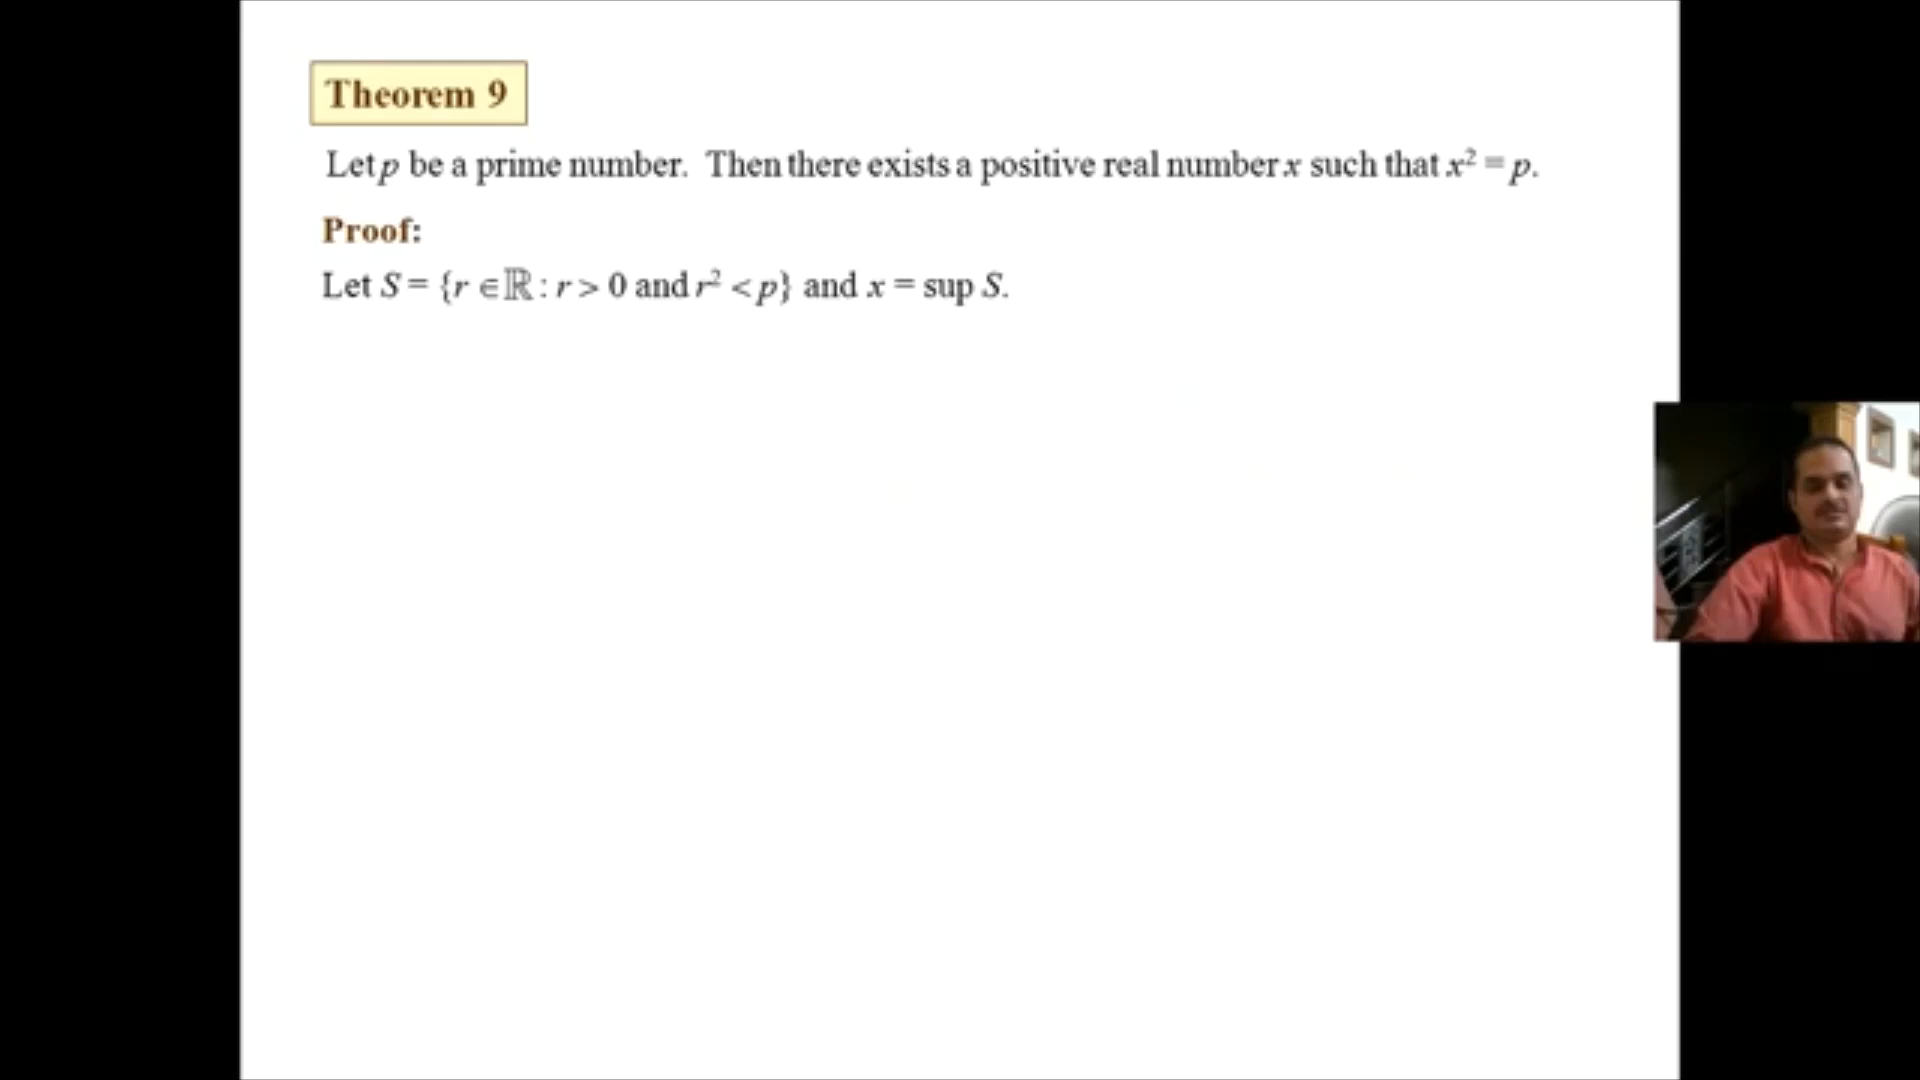 Theorem 9
Let p be a prime number. Then there exists a positive real number x such that x² = p.
Proof:
Let S = {r ∈ ℝ : r > 0 and r² < p} and x = sup S.